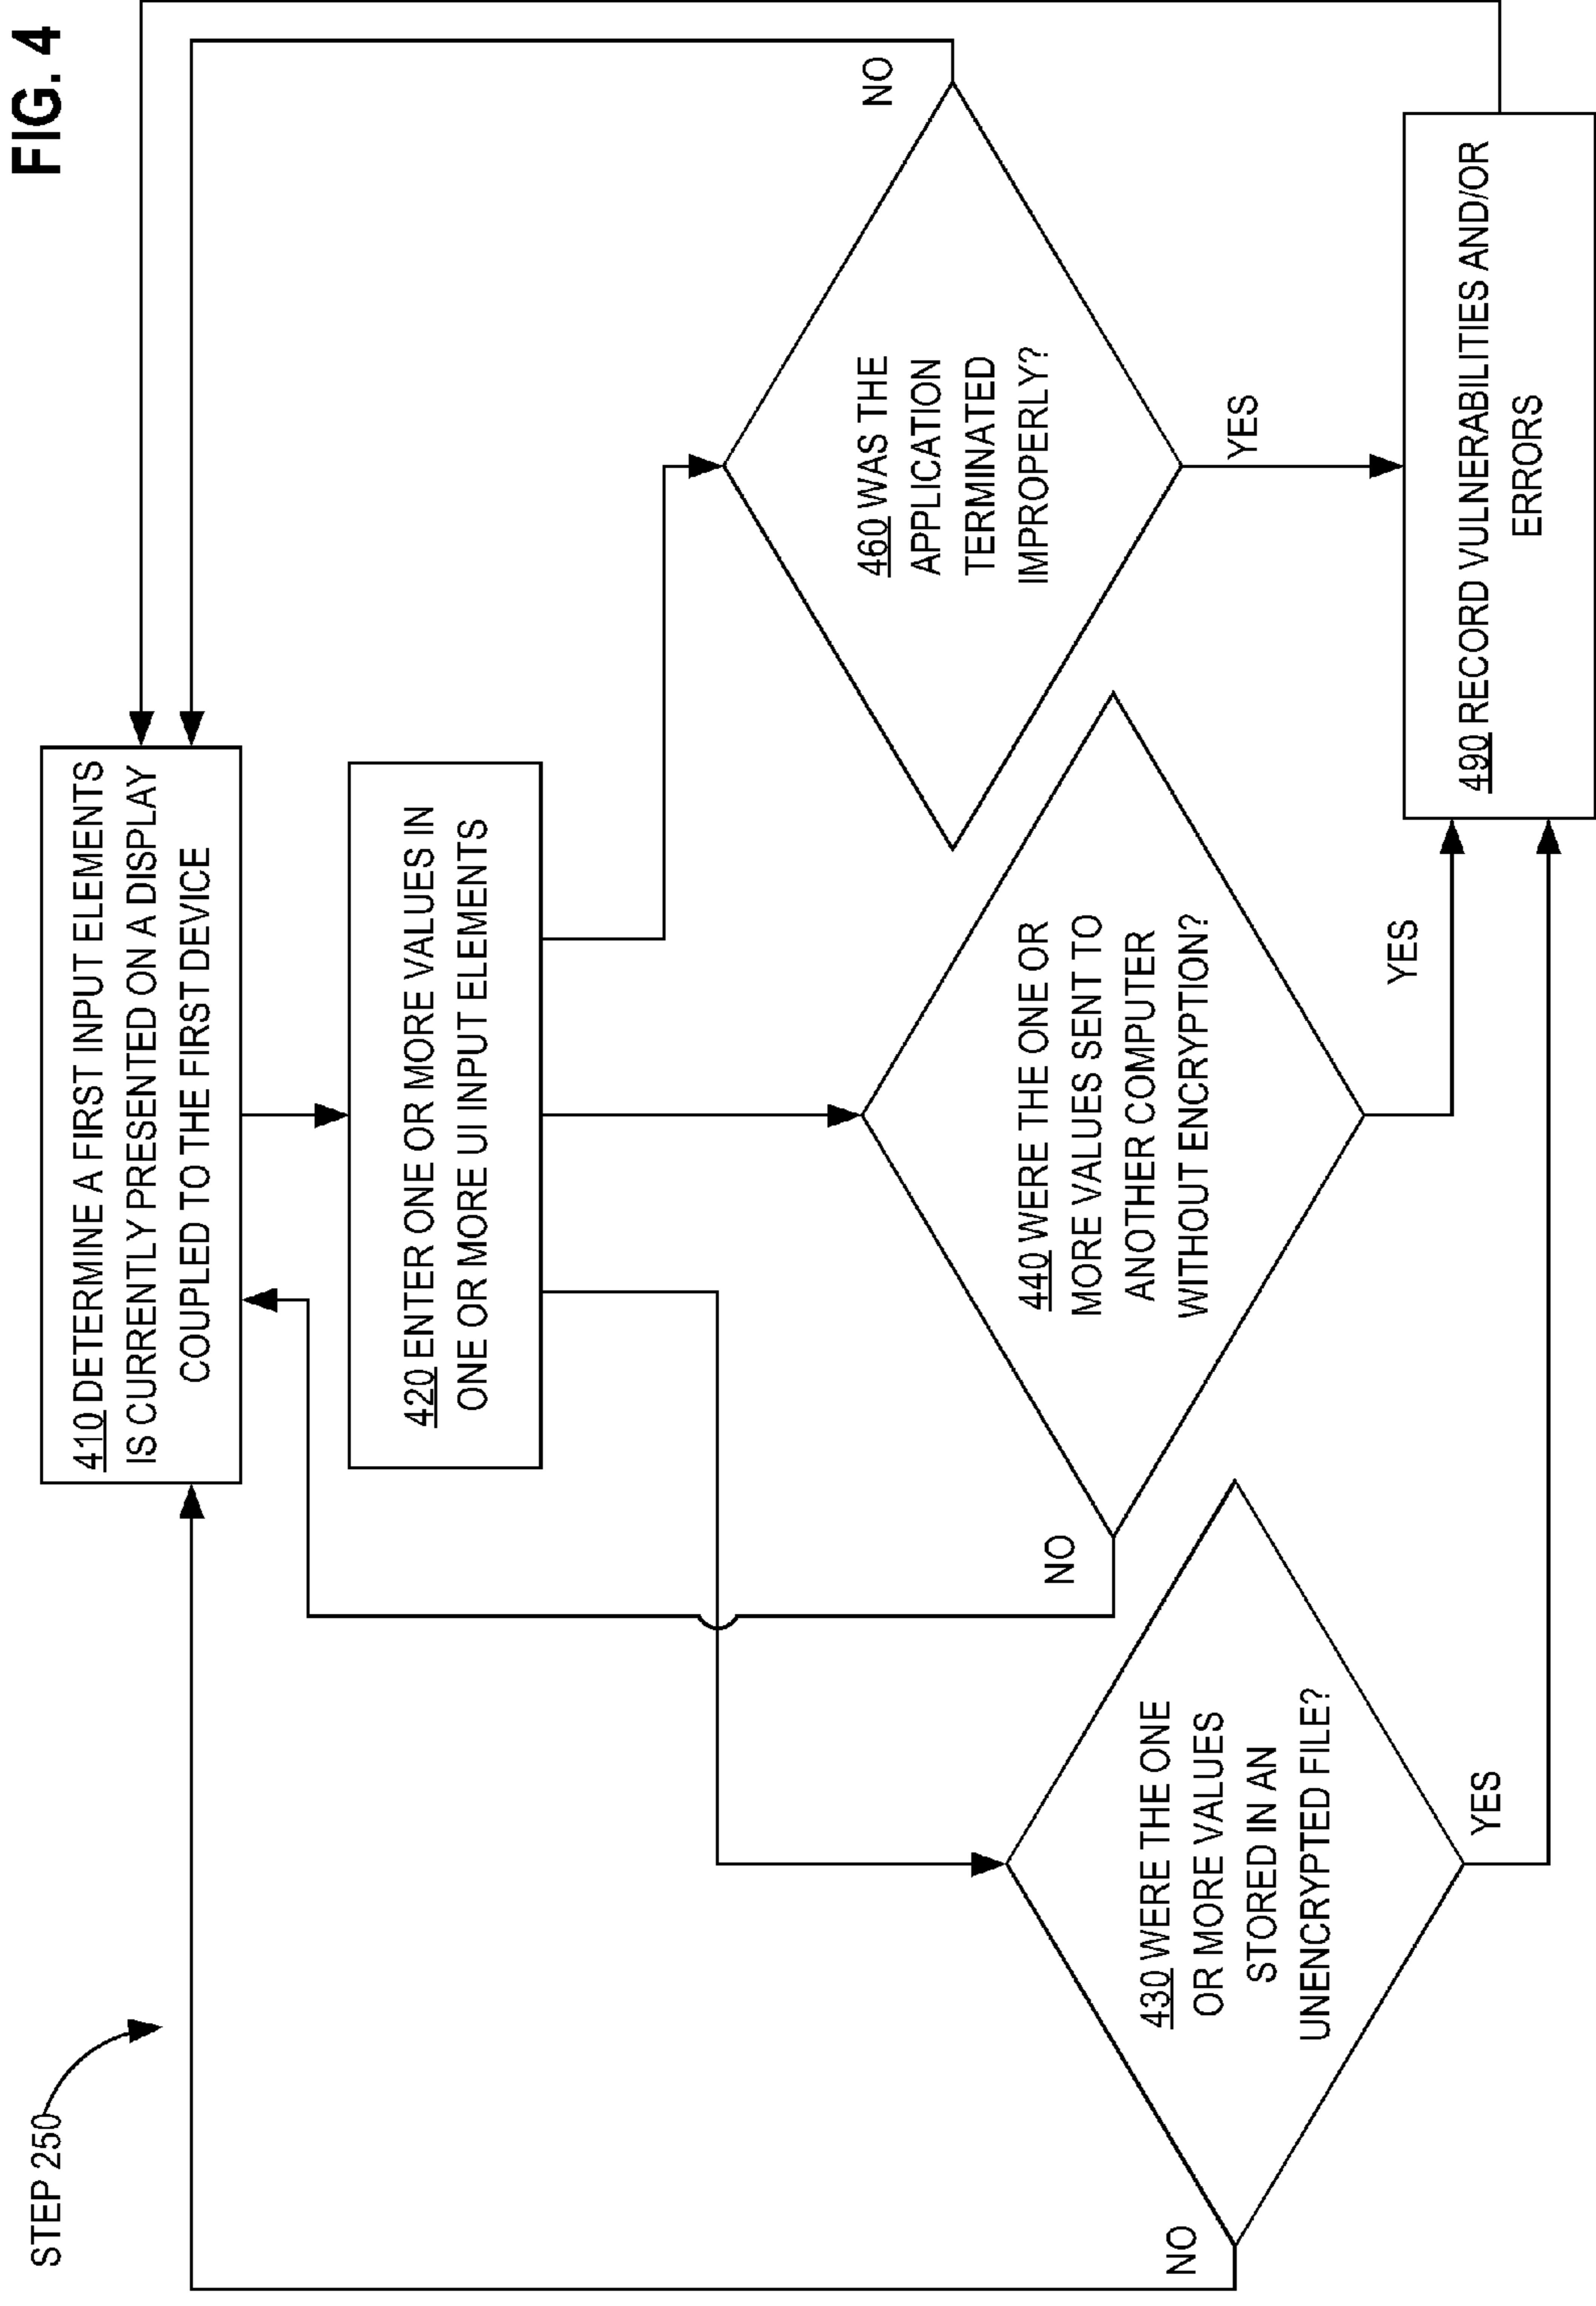 FIG. 4
STEP 250
410 DETERMINE A FIRST INPUT ELEMENTS
IS CURRENTLY PRESENTED ON A DISPLAY
COUPLED TO THE FIRST DEVICE
420 ENTER ONE OR MORE VALUES IN
ONE OR MORE UI INPUT ELEMENTS
430 WERE THE ONE
OR MORE VALUES
STORED IN AN
UNENCRYPTED FILE?
NO
YES
440 WERE THE ONE OR
MORE VALUES SENT TO
ANOTHER COMPUTER
WITHOUT ENCRYPTION?
NO
YES
460 WAS THE
APPLICATION
TERMINATED
IMPROPERLY?
NO
YES
490 RECORD VULNERABILITIES AND/OR
ERRORS